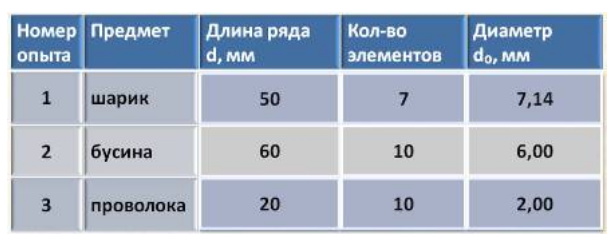 Номер опыта Предмет Длина ряда d, мм Кол-во элементов Диаметр d₀, мм
1 шарик 50 7 7,14
2 бусина 60 10 6,00
3 проволока 20 10 2,00